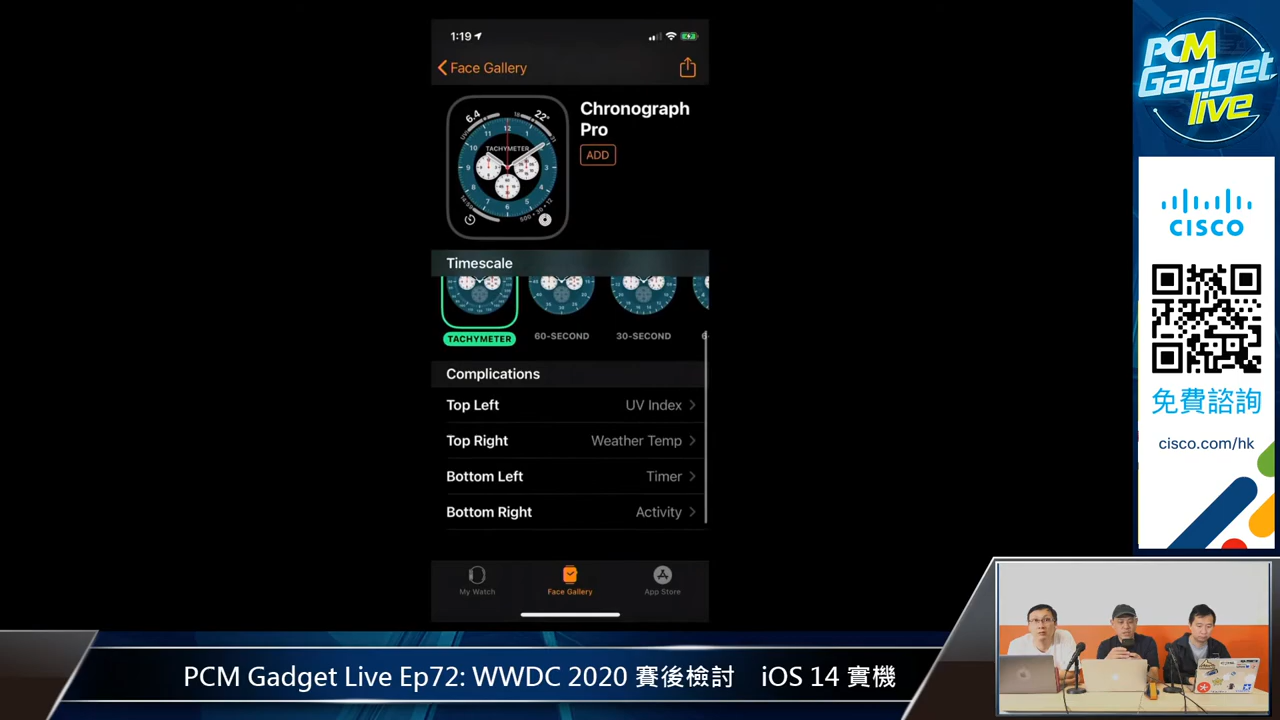 1:19
Face Gallery
Chronograph
Pro
ADD
6.4
22°
TACHYMETER
Timescale
TACHYMETER
60-SECOND
30-SECOND
Complications
Top Left
UV Index
Top Right
Weather Temp
Bottom Left
Timer
Bottom Right
Activity
My Watch
Face Gallery
App Store
PCM
Gadget
live
CISCO
免費諮詢
cisco.com/hk
PCM Gadget Live Ep72: WWDC 2020 賽後檢討 iOS 14 實機